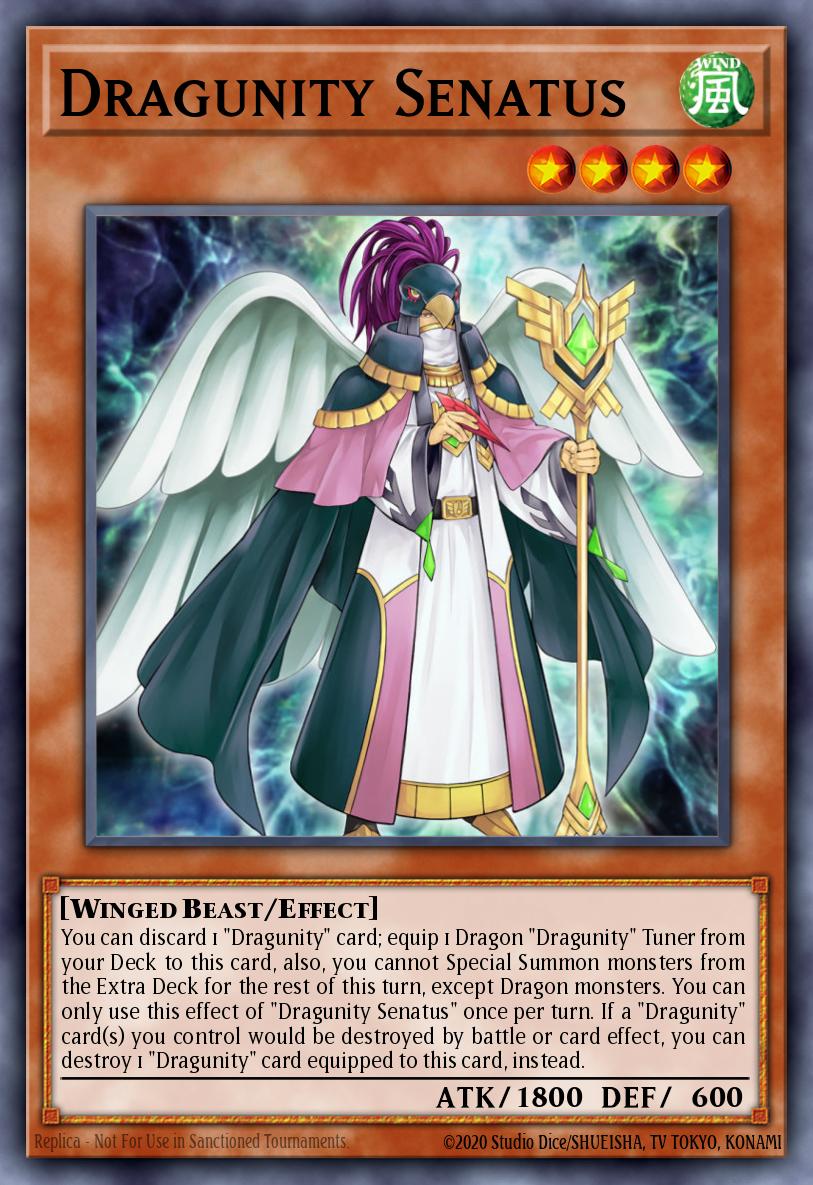 Dragunity Senatus
WIND
風
[Winged Beast/Effect]
You can discard 1 "Dragunity" card; equip 1 Dragon "Dragunity" Tuner from
your Deck to this card, also, you cannot Special Summon monsters from
the Extra Deck for the rest of this turn, except Dragon monsters. You can
only use this effect of "Dragunity Senatus" once per turn. If a "Dragunity"
card(s) you control would be destroyed by battle or card effect, you can
destroy 1 "Dragunity" card equipped to this card, instead.
ATK/1800 DEF/ 600
Replica - Not For Use in Sanctioned Tournaments.
©2020 Studio Dice/SHUEISHA, TV TOKYO, KONAMI